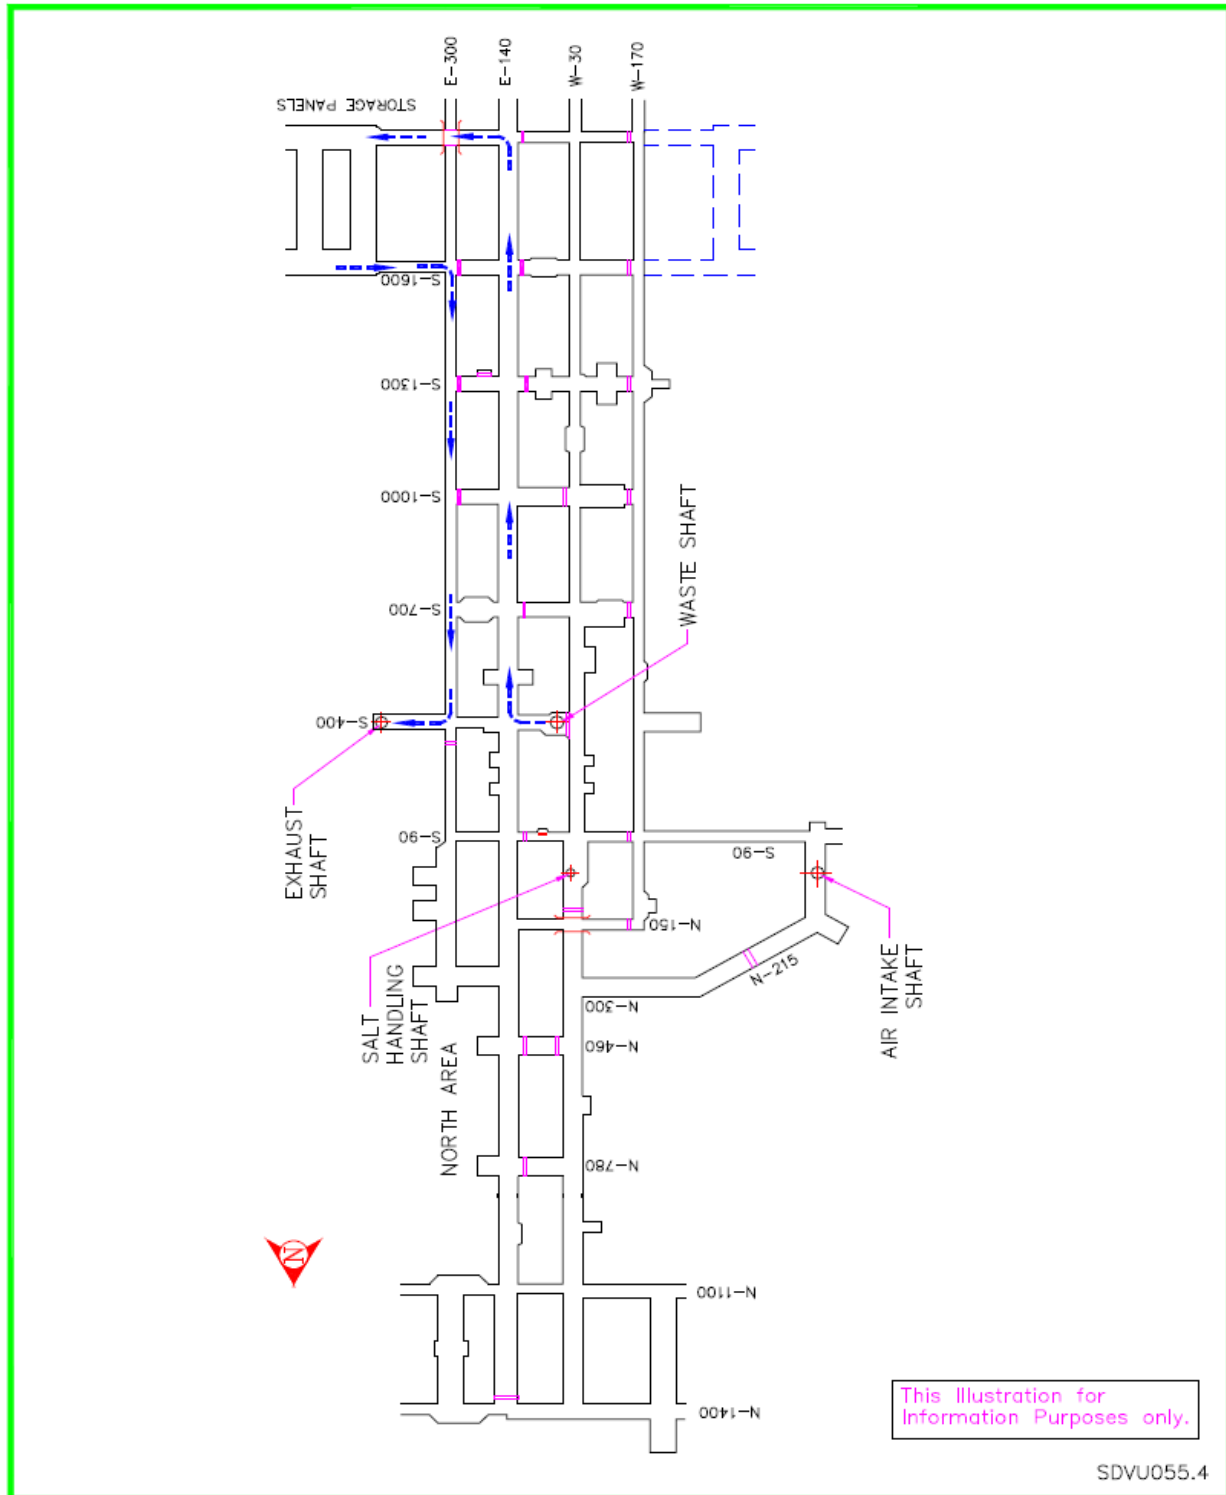 E-300
E-140
W-30
W-170
STORAGE PANELS
S-1600
S-1300
S-1000
WASTE SHAFT
S-700
S-400
EXHAUST
SHAFT
S-90
S-90
N-150
SALT
HANDLING
SHAFT
AIR INTAKE
SHAFT
N-215
N-300
N-460
NORTH AREA
N-780
N
N-1100
N-1400
This Illustration for
Information Purposes only.
SDVU055.4